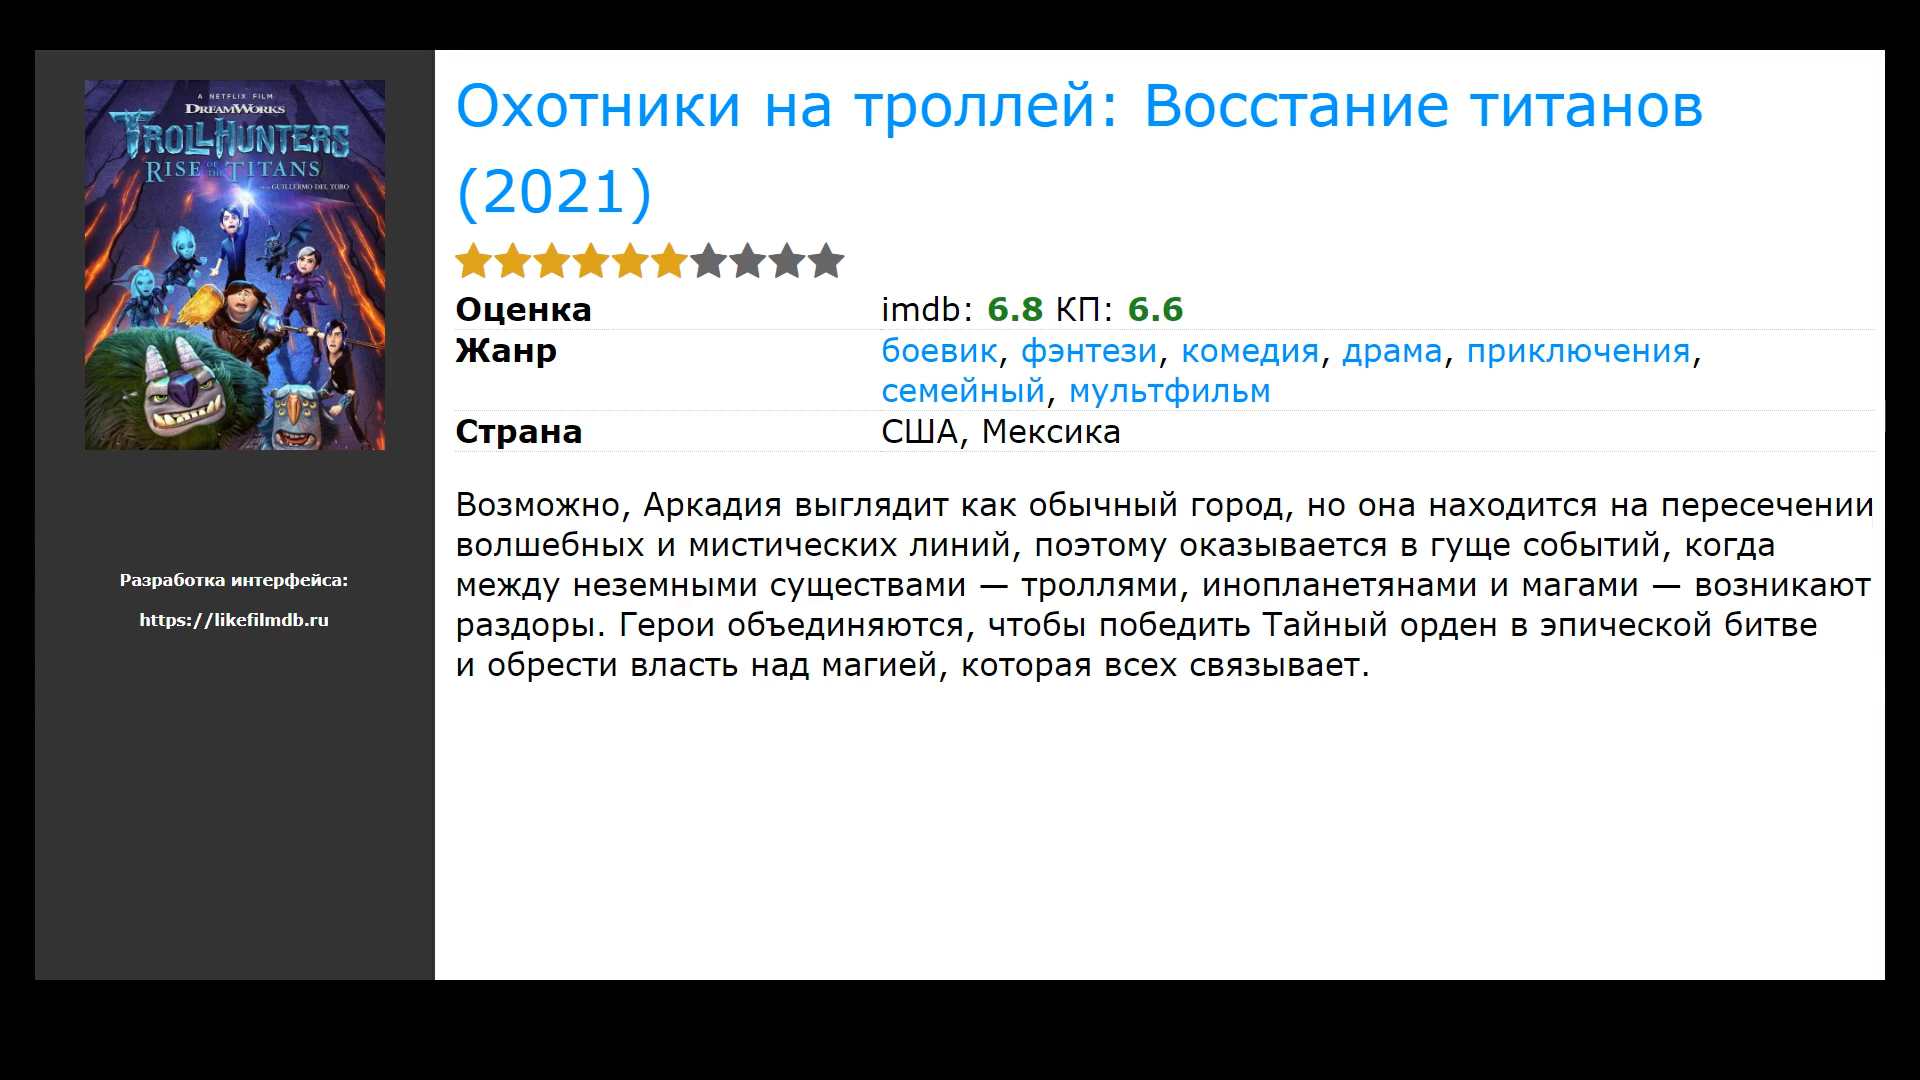 A NETFLIX FILM
DREAMWORKS
TROLLHUNTERS
RISE OF THE TITANS
GUILLERMO DEL TORO
Разработка интерфейса:
https://likefilmdb.ru
Охотники на троллей: Восстание титанов
(2021)
Оценка imdb: 6.8 КП: 6.6
Жанр боевик, фэнтези, комедия, драма, приключения,
семейный, мультфильм
Страна США, Мексика
Возможно, Аркадия выглядит как обычный город, но она находится на пересечении
волшебных и мистических линий, поэтому оказывается в гуще событий, когда
между неземными существами — троллями, инопланетянами и магами — возникают
раздоры. Герои объединяются, чтобы победить Тайный орден в эпической битве
и обрести власть над магией, которая всех связывает.